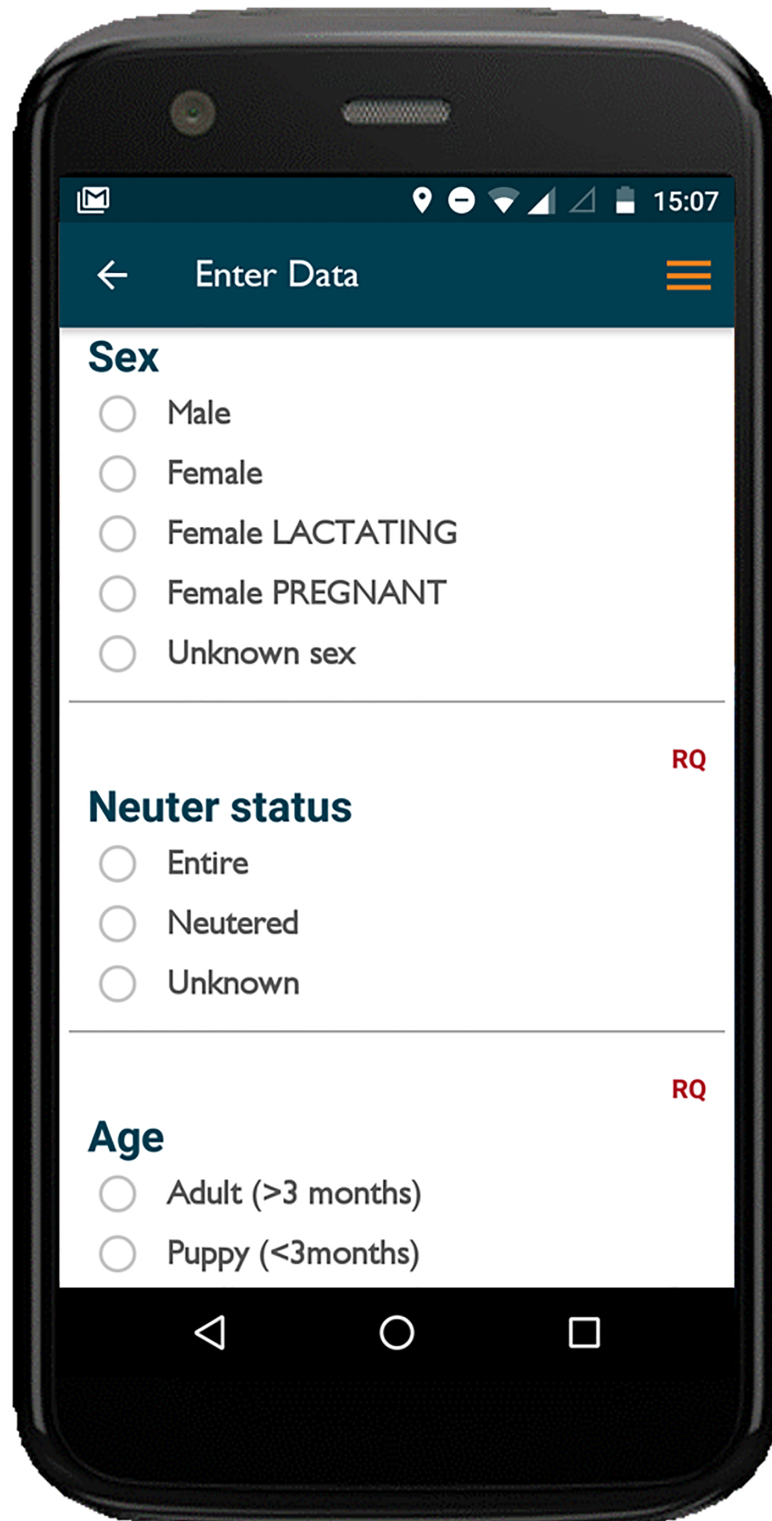 15:07
Enter Data
Sex
Male
Female
Female LACTATING
Female PREGNANT
Unknown sex
RQ
Neuter status
Entire
Neutered
Unknown
RQ
Age
Adult (>3 months)
Puppy (<3months)